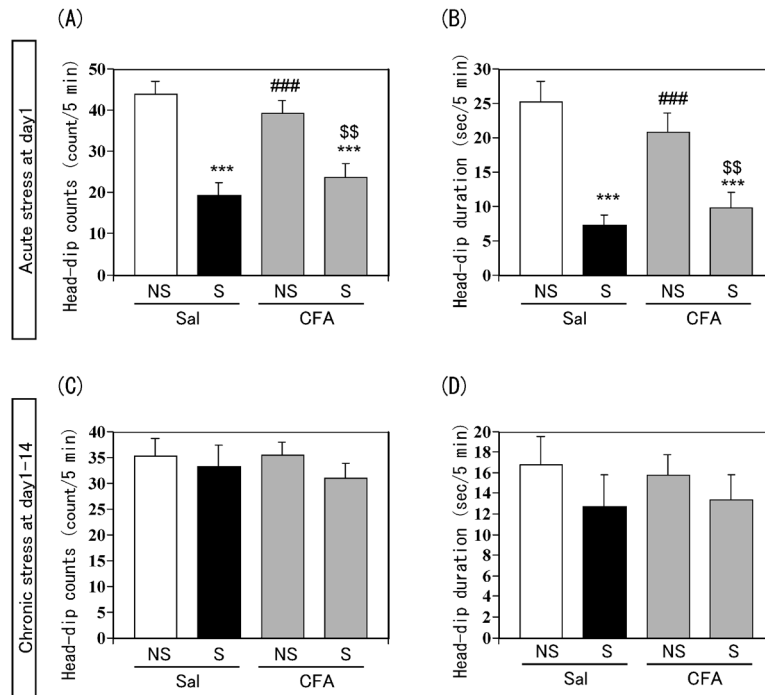 (A)
Acute stress at day1
Head-dip counts (count/5 min)
50
40
30
20
10
0
***
###
$$
***
NS S NS S
Sal CFA
(B)
Head-dip duration (sec/5 min)
30
25
20
15
10
5
0
***
###
$$
***
NS S NS S
Sal CFA
(C)
Chronic stress at day1-14
Head-dip counts (count/5 min)
40
35
30
25
20
15
10
5
0
NS S NS S
Sal CFA
(D)
Head-dip duration (sec/5 min)
20
18
16
14
12
10
8
6
4
2
0
NS S NS S
Sal CFA